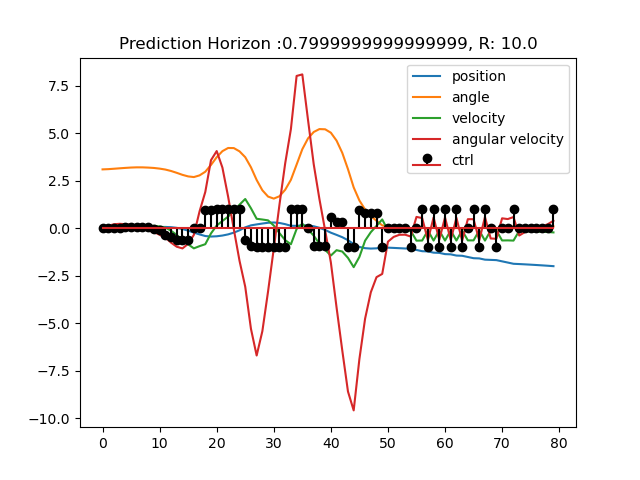 Prediction Horizon :0.7999999999999999, R: 10.0
position
angle
velocity
angular velocity
ctrl
7.5
5.0
2.5
0.0
−2.5
−5.0
−7.5
−10.0
0 10 20 30 40 50 60 70 80